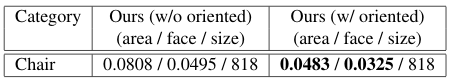 Category Ours (w/o oriented) Ours (w/ oriented)
(area / face / size) (area / face / size)
Chair 0.0808 / 0.0495 / 818 0.0483 / 0.0325 / 818